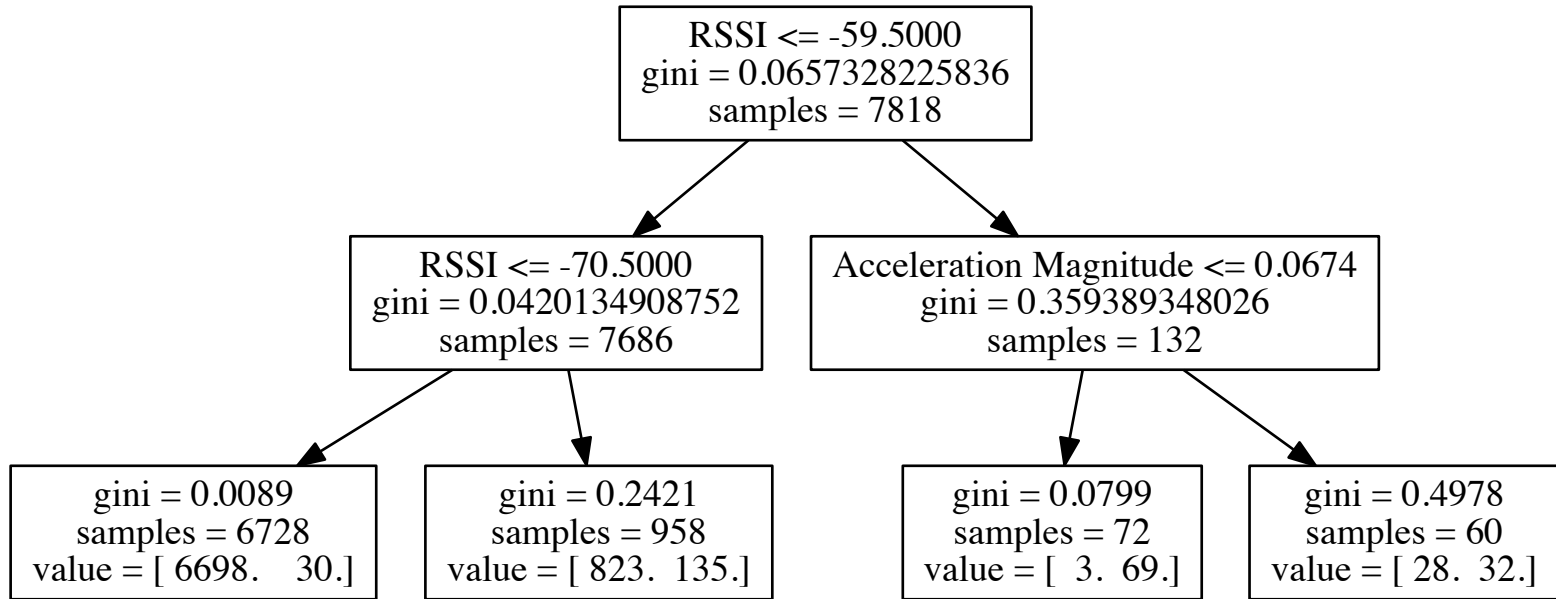 RSSI <= -59.5000
gini = 0.0657328225836
samples = 7818
RSSI <= -70.5000
gini = 0.0420134908752
samples = 7686
Acceleration Magnitude <= 0.0674
gini = 0.359389348026
samples = 132
gini = 0.0089
samples = 6728
value = [ 6698.    30.]
gini = 0.2421
samples = 958
value = [ 823.  135.]
gini = 0.0799
samples = 72
value = [  3.  69.]
gini = 0.4978
samples = 60
value = [ 28.  32.]